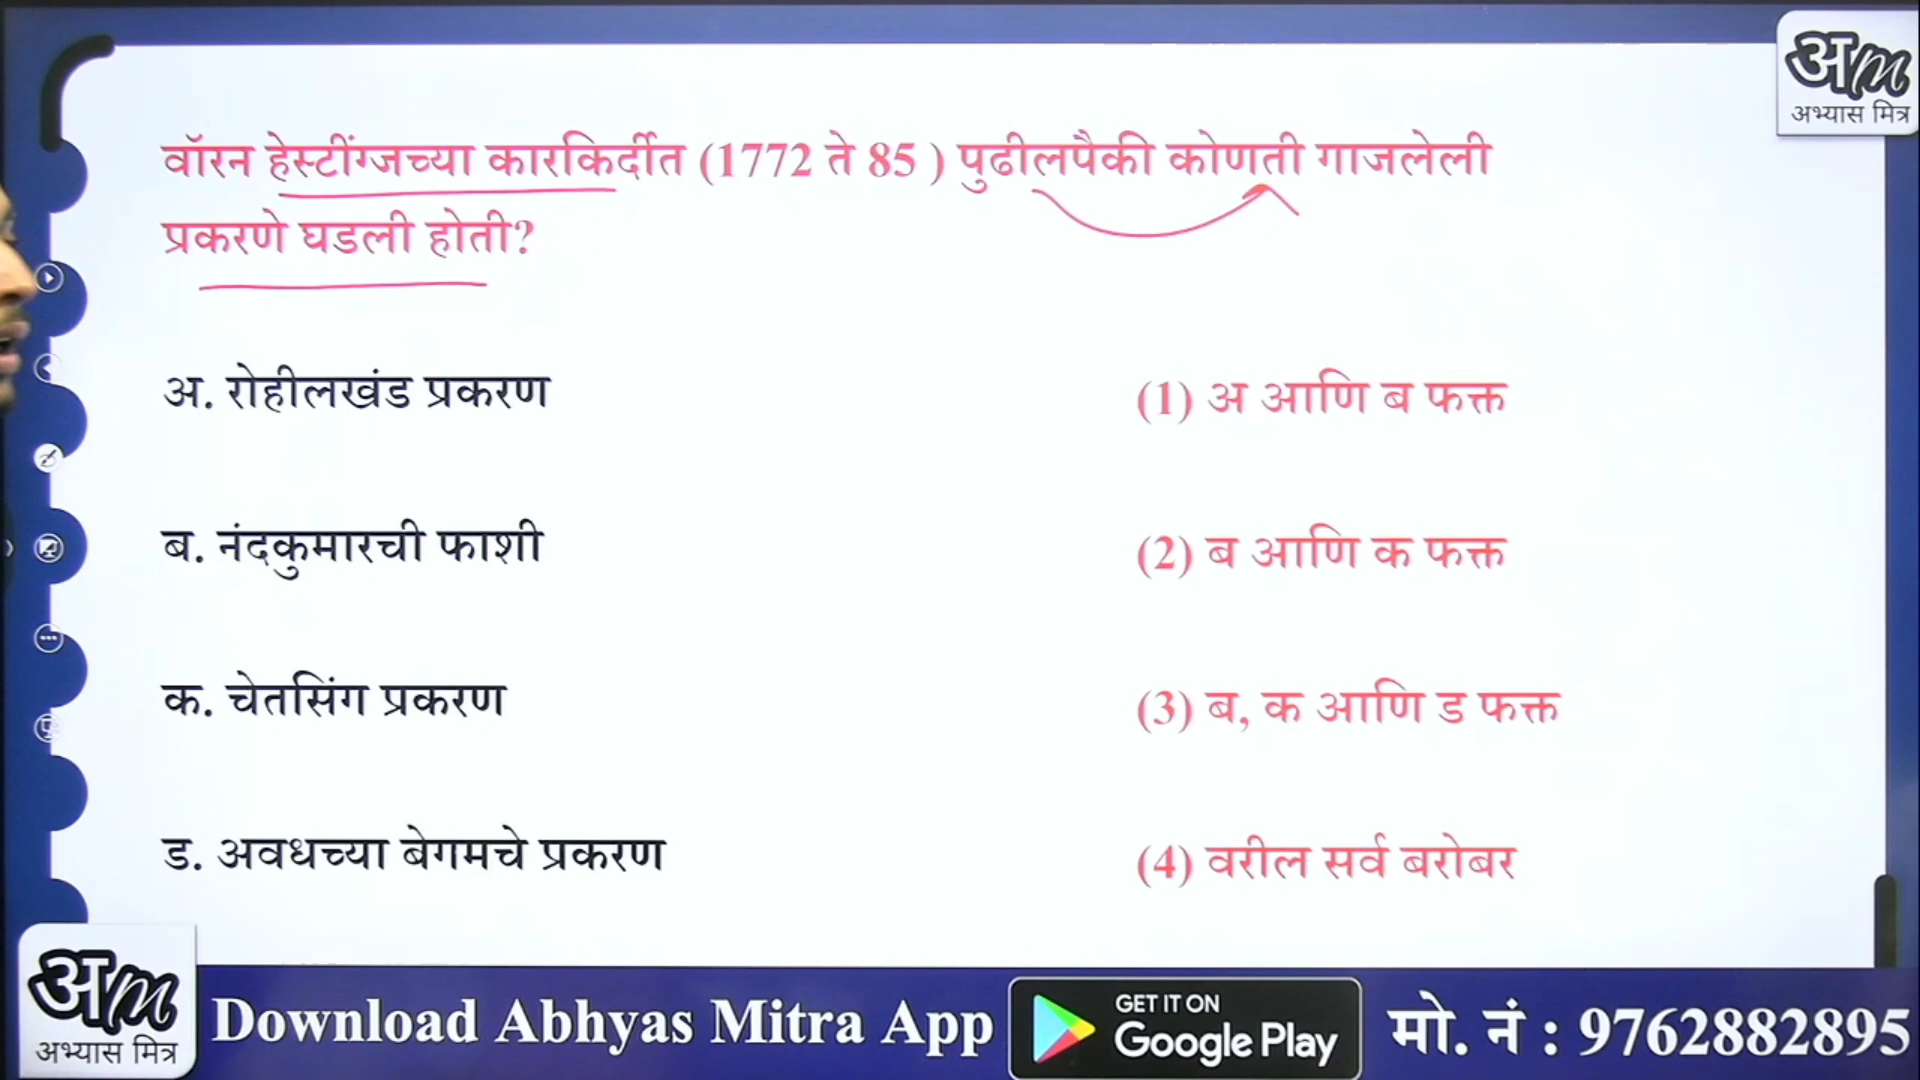 अm
अभ्यास मित्र
वॉरन हेस्टींग्जच्या कारकिर्दीत (1772 ते 85 ) पुढीलपैकी कोणती गाजलेली
प्रकरणे घडली होती?
अ. रोहीलखंड प्रकरण
(1) अ आणि ब फक्त
ब. नंदकुमारची फाशी
(2) ब आणि क फक्त
क. चेतसिंग प्रकरण
(3) ब, क आणि ड फक्त
ड. अवधच्या बेगमचे प्रकरण
(4) वरील सर्व बरोबर
अm
अभ्यास मित्र
Download Abhyas Mitra App
GET IT ON
Google Play
मो. नं : 9762882895